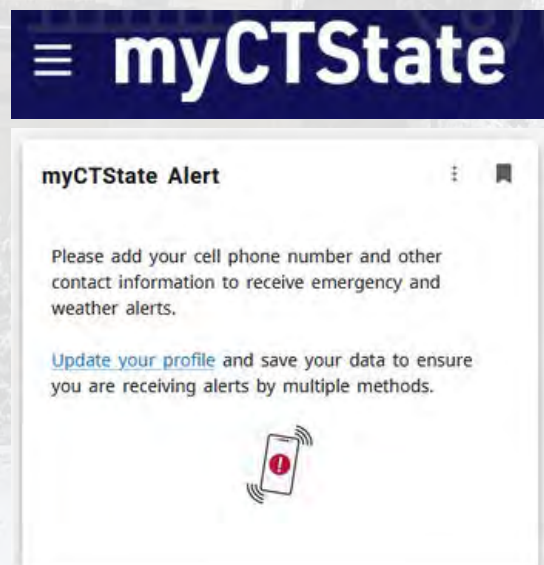 myCTState
myCTState Alert
Please add your cell phone number and other
contact information to receive emergency and
weather alerts.
Update your profile and save your data to ensure
you are receiving alerts by multiple methods.
!